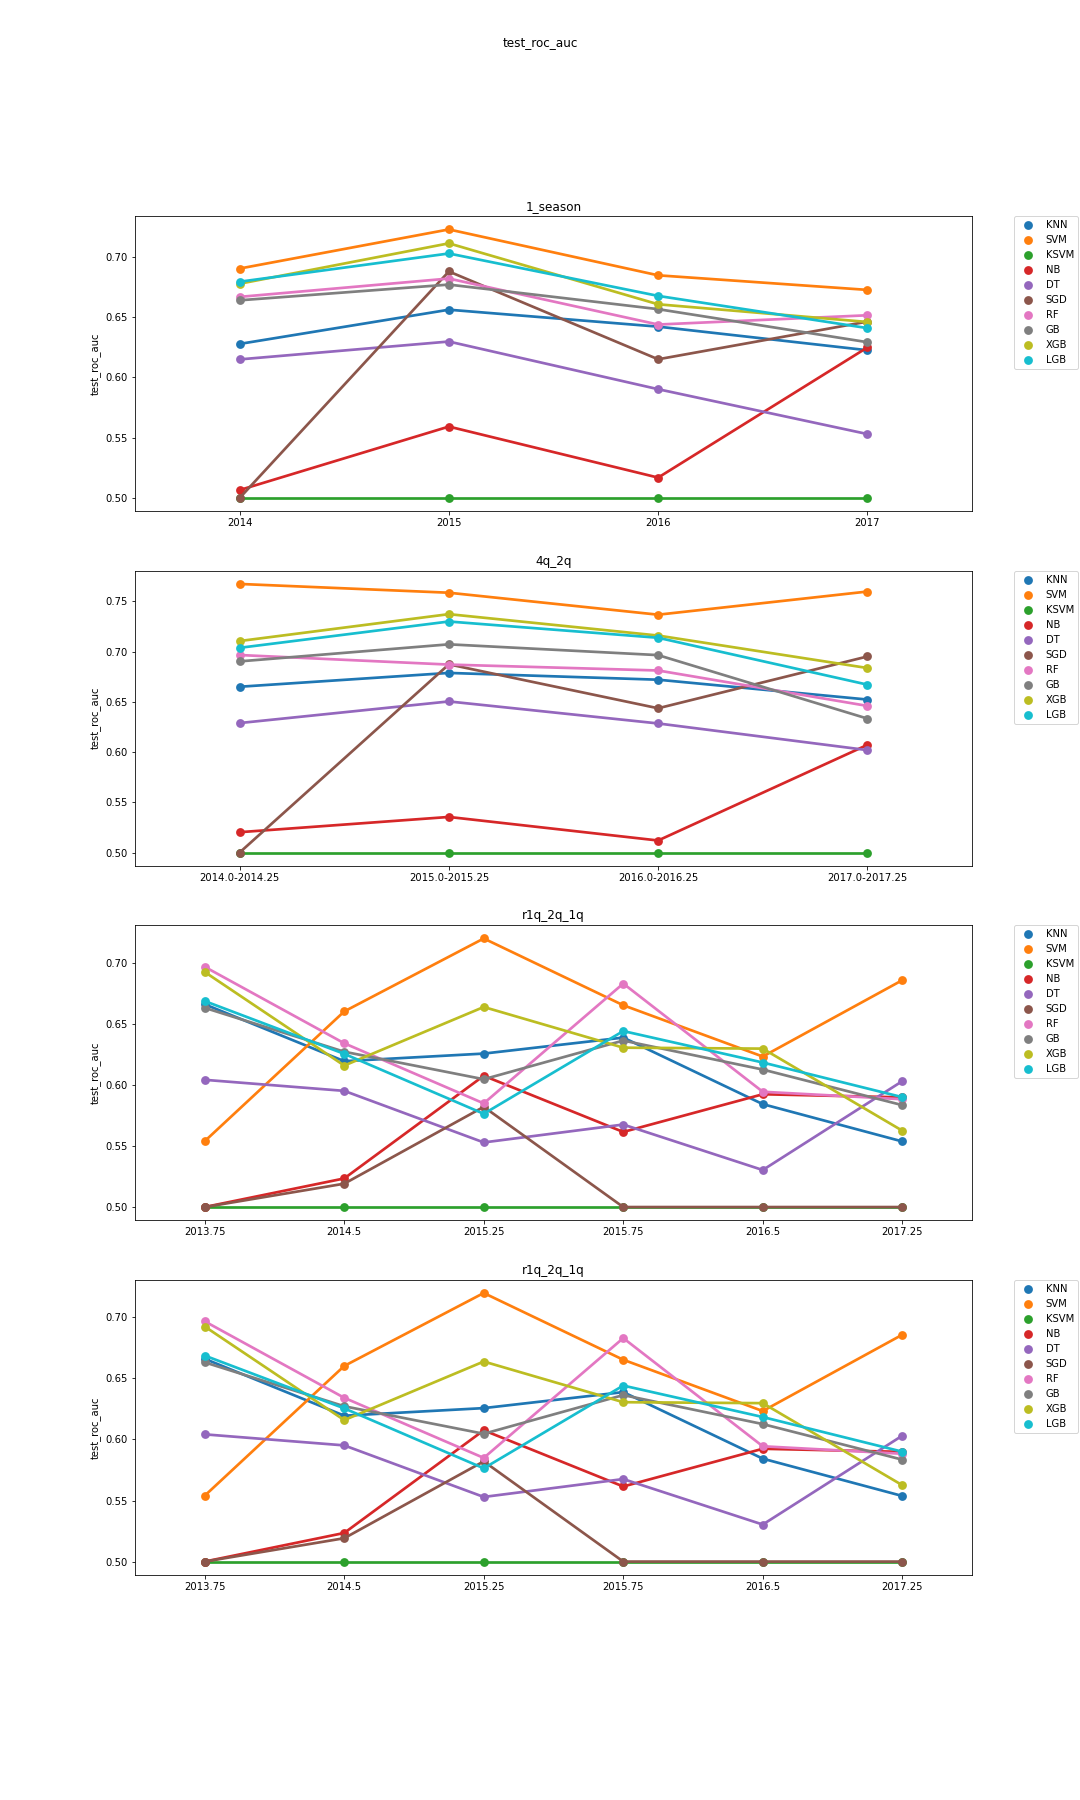 test_roc_auc
1_season
test_roc_auc
0.70
0.65
0.60
0.55
0.50
2014 2015 2016 2017
KNN
SVM
KSVM
NB
DT
SGD
RF
GB
XGB
LGB
4q_2q
test_roc_auc
0.75
0.70
0.65
0.60
0.55
0.50
2014.0-2014.25 2015.0-2015.25 2016.0-2016.25 2017.0-2017.25
KNN
SVM
KSVM
NB
DT
SGD
RF
GB
XGB
LGB
r1q_2q_1q
test_roc_auc
0.70
0.65
0.60
0.55
0.50
2013.75 2014.5 2015.25 2015.75 2016.5 2017.25
KNN
SVM
KSVM
NB
DT
SGD
RF
GB
XGB
LGB
r1q_2q_1q
test_roc_auc
0.70
0.65
0.60
0.55
0.50
2013.75 2014.5 2015.25 2015.75 2016.5 2017.25
KNN
SVM
KSVM
NB
DT
SGD
RF
GB
XGB
LGB